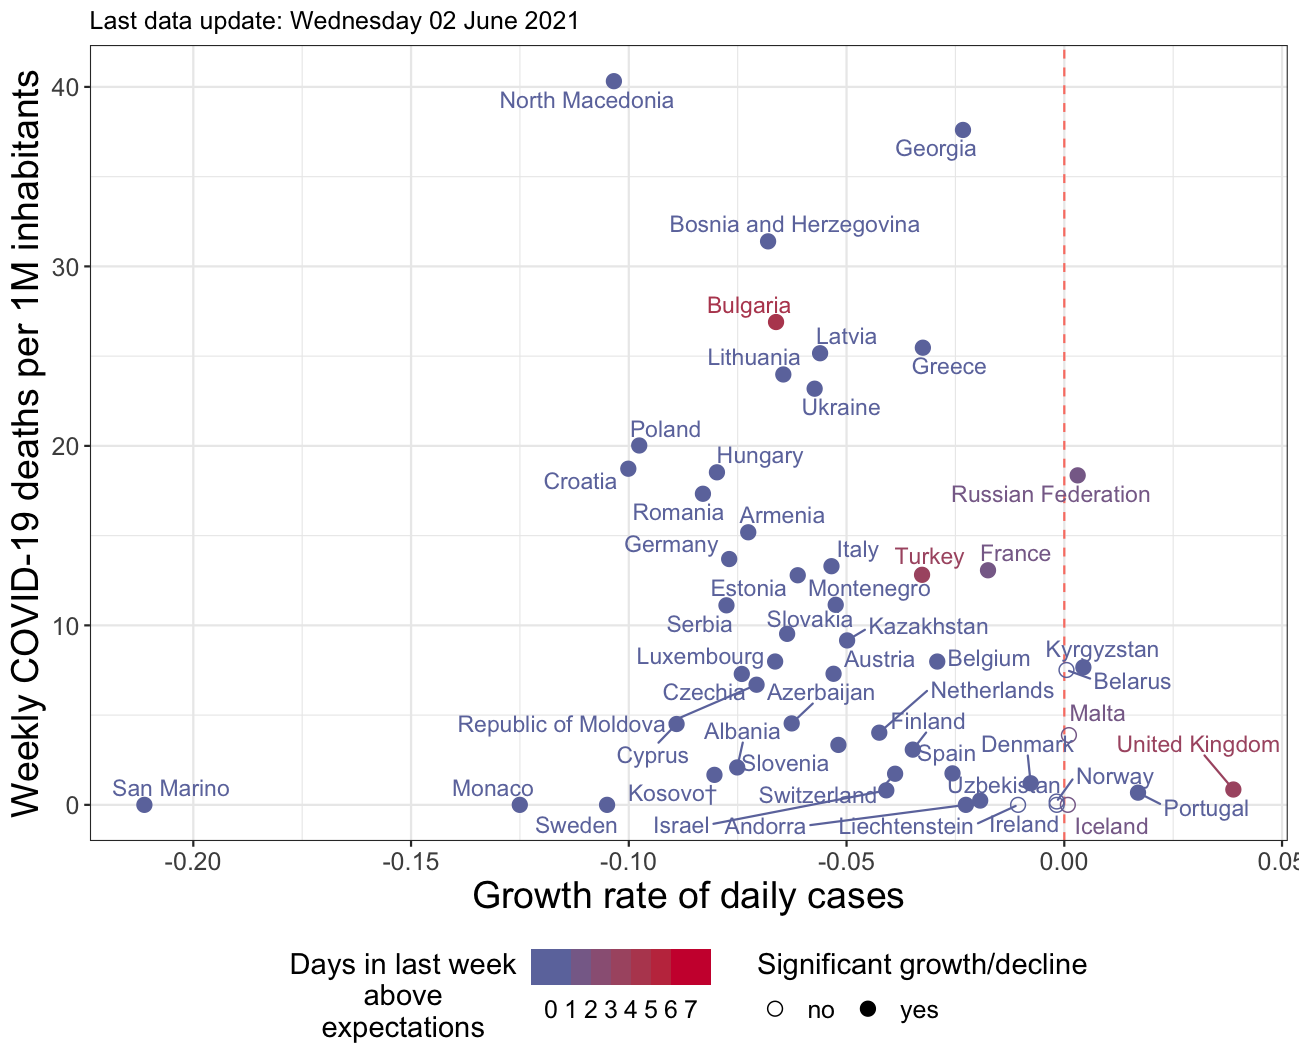 Last data update: Wednesday 02 June 2021
Weekly COVID-19 deaths per 1M inhabitants
40
30
20
10
0
North Macedonia
Georgia
Bosnia and Herzegovina
Bulgaria
Latvia
Lithuania
Greece
Ukraine
Poland
Hungary
Croatia
Russian Federation
Romania
Armenia
Germany
Italy
Turkey
France
Estonia
Montenegro
Serbia
Slovakia
Kazakhstan
Kyrgyzstan
Luxembourg
Austria
Belgium
Belarus
Czechia
Azerbaijan
Netherlands
Malta
Republic of Moldova
Albania
Finland
Cyprus
Slovenia
Spain
Denmark
United Kingdom
San Marino
Monaco
Kosovo†
Switzerland
Uzbekistan
Norway
Portugal
Sweden
Israel
Andorra
Liechtenstein
Ireland
Iceland
-0.20
-0.15
-0.10
-0.05
0.00
0.05
Growth rate of daily cases
Days in last week
above
expectations
0 1 2 3 4 5 6 7
Significant growth/decline
no
yes